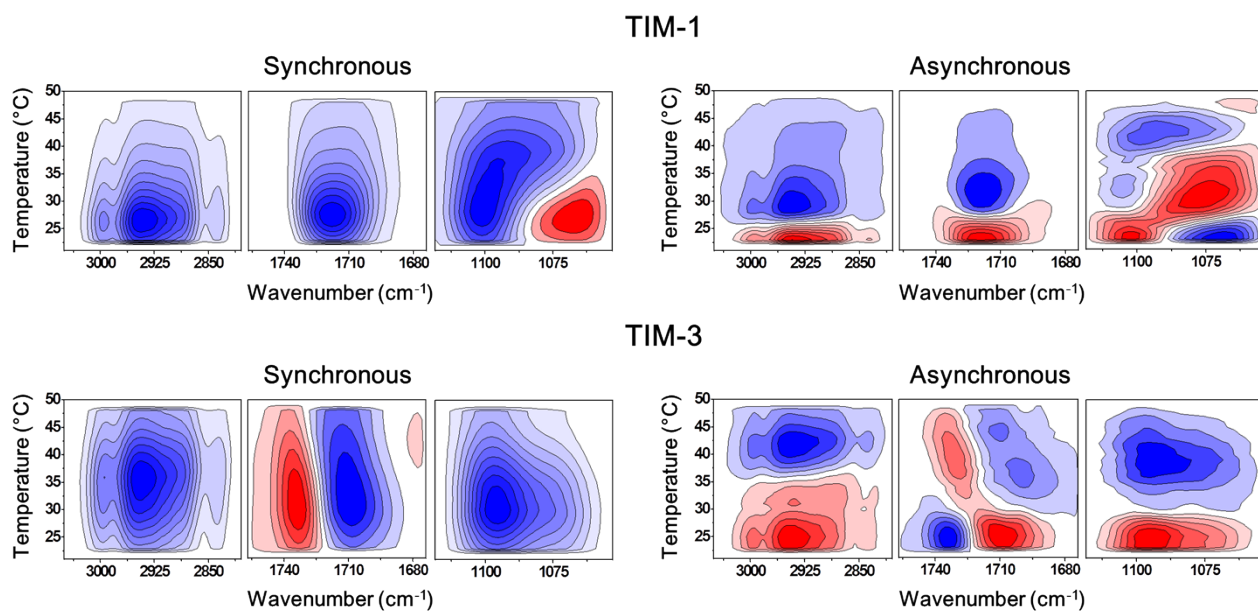 TIM-1
Synchronous
Asynchronous
Temperature (°C)
50
45
40
35
30
25
3000 2925 2850
1740 1710 1680
1100 1075
Wavenumber (cm⁻¹)
Temperature (°C)
50
45
40
35
30
25
3000 2925 2850
1740 1710 1680
1100 1075
Wavenumber (cm⁻¹)
TIM-3
Synchronous
Asynchronous
Temperature (°C)
50
45
40
35
30
25
3000 2925 2850
1740 1710 1680
1100 1075
Wavenumber (cm⁻¹)
Temperature (°C)
50
45
40
35
30
25
3000 2925 2850
1740 1710 1680
1100 1075
Wavenumber (cm⁻¹)